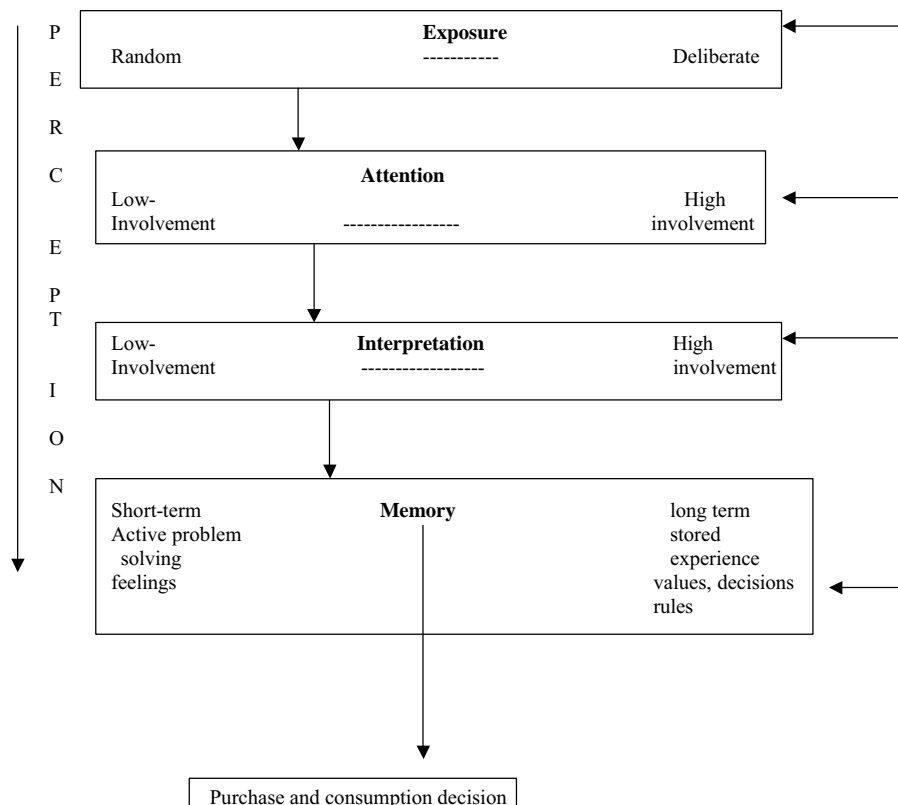 P
E
R
C
E
P
T
I
O
N
Exposure
Random ----------- Deliberate
Attention
Low- High
Involvement ----------------- involvement
Low- Interpretation High
Involvement ------------------ involvement
Short-term Memory long term
Active problem stored
solving experience
feelings values, decisions
rules
Purchase and consumption decision